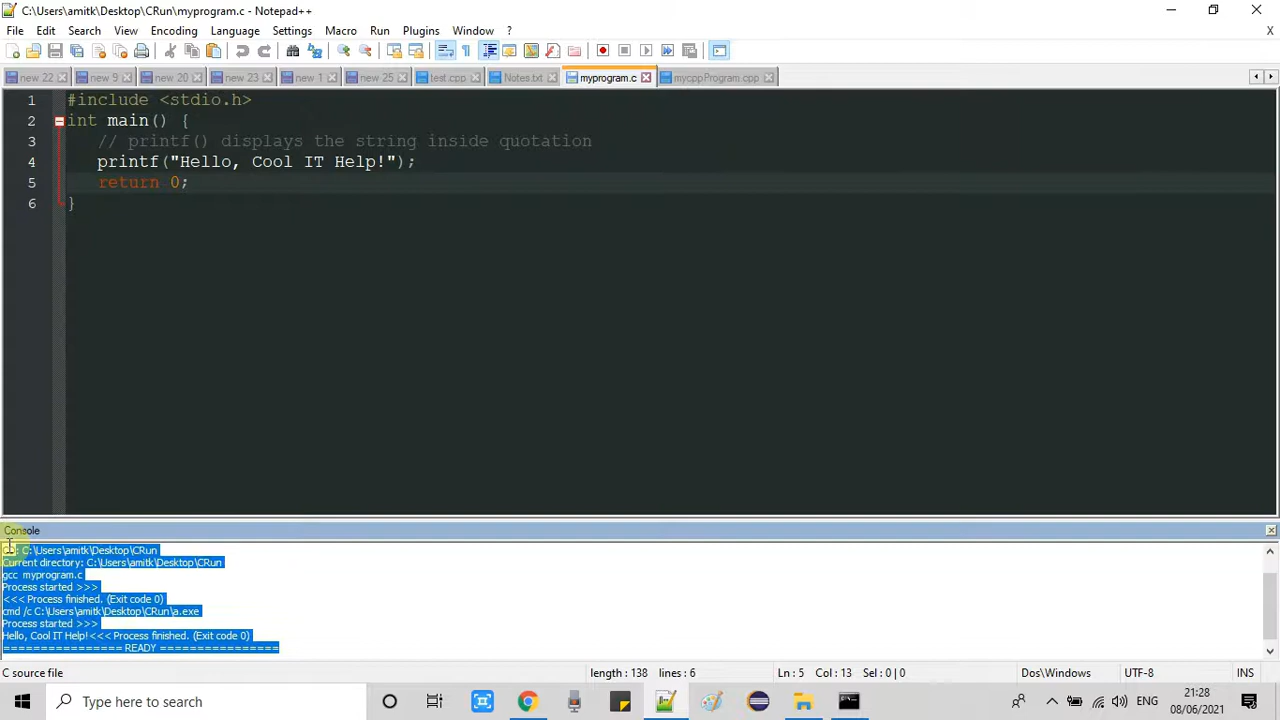 C:\Users\amitk\Desktop\CRun\myprogram.c - Notepad++
File Edit Search View Encoding Language Settings Macro Run Plugins Window ? X
new 22 new 9 new 20 new 23 new 1 new 25 test.cpp Notes.txt myprogram.c mycppProgram.cpp
1 #include <stdio.h>
2 int main() {
3 // printf() displays the string inside quotation
4 printf("Hello, Cool IT Help!");
5 return 0;
6 }
Console
C:\Users\amitk\Desktop\CRun
Current directory: C:\Users\amitk\Desktop\CRun
gcc myprogram.c
Process started >>>
<<< Process finished. (Exit code 0)
cmd /c C:\Users\amitk\Desktop\CRun\a.exe
Process started >>>
Hello, Cool IT Help!<<< Process finished. (Exit code 0)
================ READY ================
C source file length : 138 lines : 6 Ln : 5 Col : 13 Sel : 0 | 0 Dos\Windows UTF-8 INS
Type here to search ENG 21:28
08/06/2021